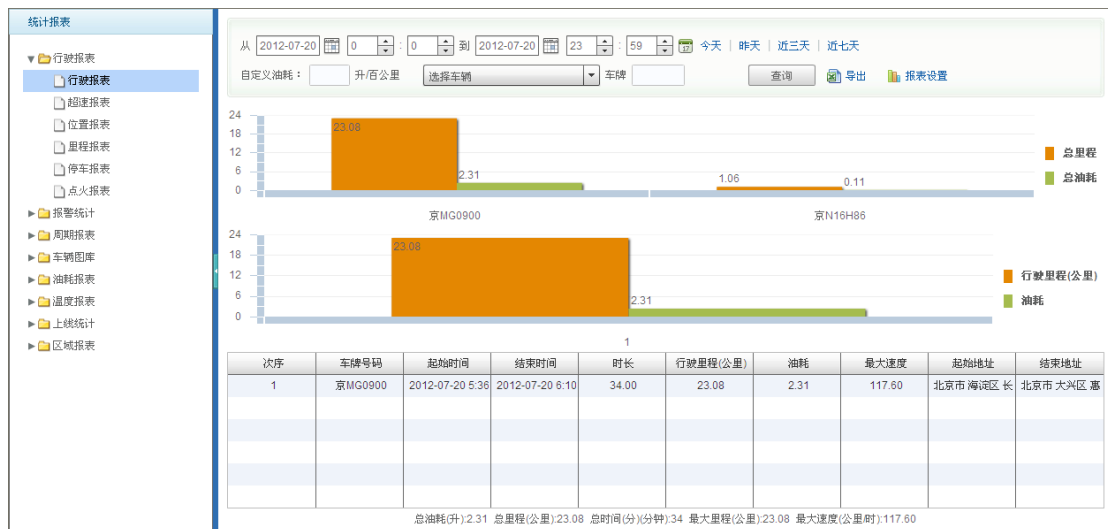 统计报表
行驶报表
行驶报表
超速报表
位置报表
里程报表
停车报表
点火报表
报警统计
周期报表
车辆图库
油耗报表
温度报表
上线统计
区域报表
从 2012-07-20 0 : 0 到 2012-07-20 23 : 59 今天 | 昨天 | 近三天 | 近七天
自定义油耗: 升/百公里 选择车辆 车牌 查询 导出 报表设置
24
18
12
6
0
23.08
2.31
1.06
0.11
京MG0900
京N16H86
总里程
总油耗
24
18
12
6
0
23.08
2.31
1
行驶里程(公里)
油耗
次序 车牌号码 起始时间 结束时间 时长 行驶里程(公里) 油耗 最大速度 起始地址 结束地址
1 京MG0900 2012-07-20 5:36 2012-07-20 6:10 34.00 23.08 2.31 117.60 北京市 海淀区 长 北京市 大兴区 惠
总油耗(升):2.31 总里程(公里):23.08 总时间(分)(分钟):34 最大里程(公里):23.08 最大速度(公里/时):117.60